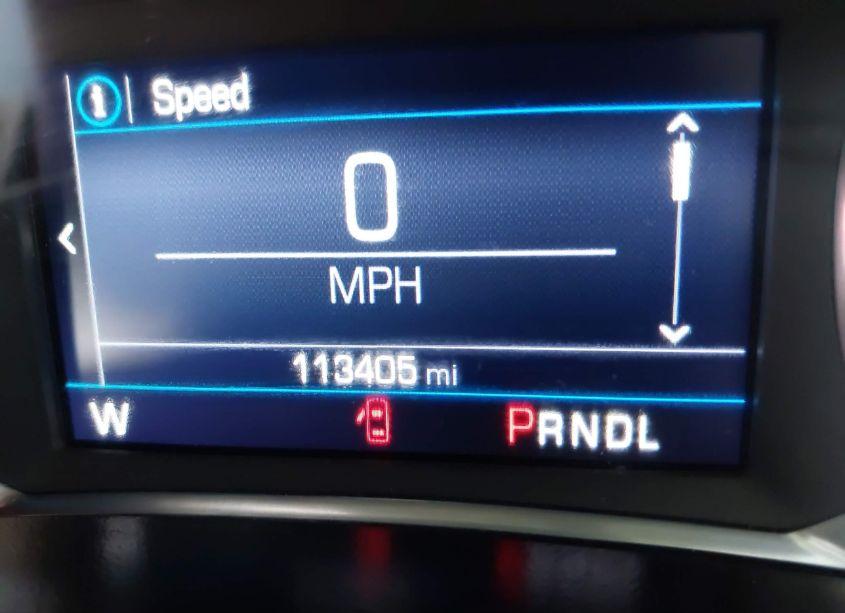 i Speed
0
MPH
113405 mi
W PRNDL